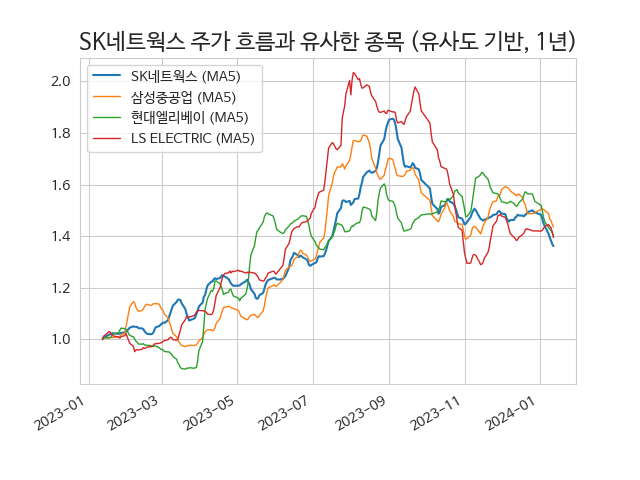 SK네트웍스 주가 흐름과 유사한 종목 (유사도 기반, 1년)
SK네트웍스 (MA5)
삼성중공업 (MA5)
현대엘리베이 (MA5)
LS ELECTRIC (MA5)
2.0
1.8
1.6
1.4
1.2
1.0
2023-01
2023-03
2023-05
2023-07
2023-09
2023-11
2024-01